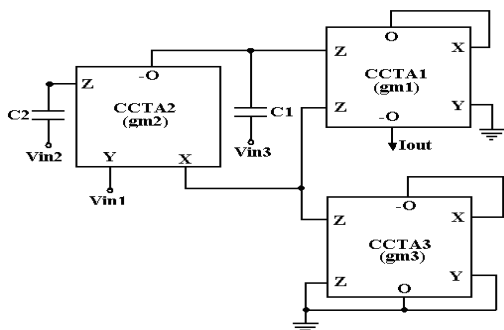 O
X
-O
Z
CCTA1
(gm1)
Z
Y
-O
Iout
Z
-O
CCTA2
(gm2)
C2
C1
Vin2
Y
X
Vin3
Vin1
-O
Z
X
CCTA3
(gm3)
Z
Y
O